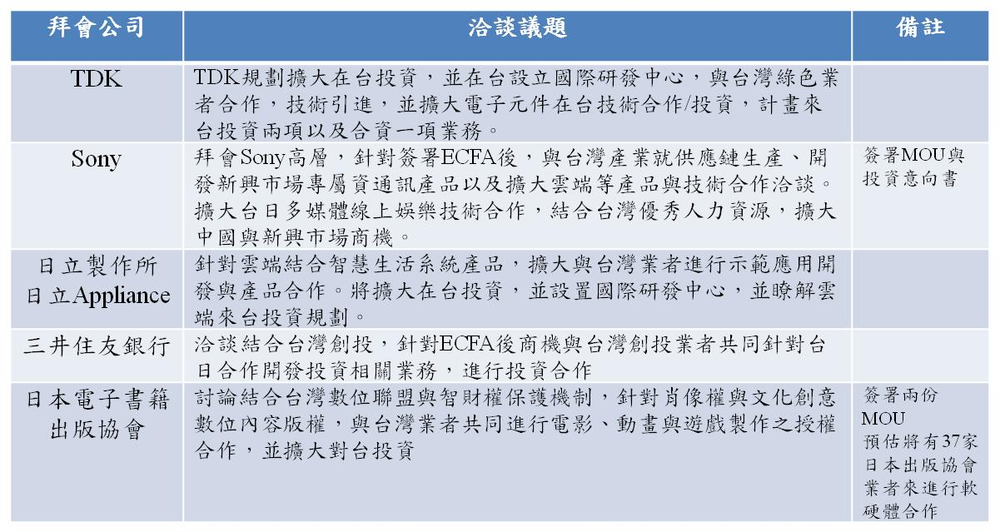 拜會公司
洽談議題
備註
TDK
TDK規劃擴大在台投資，並在台設立國際研發中心，與台灣綠色業
者合作，技術引進，並擴大電子元件在台技術合作/投資，計畫來
台投資兩項以及合資一項業務。
Sony
拜會Sony高層，針對簽署ECFA後，與台灣產業就供應鏈生產、開
發新興市場專屬資通訊產品以及擴大雲端等產品與技術合作洽談。
擴大台日多媒體線上娛樂技術合作，結合台灣優秀人力資源，擴大
中國與新興市場商機。
簽署MOU與
投資意向書
日立製作所
日立Appliance
針對雲端結合智慧生活系統產品，擴大與台灣業者進行示範應用開
發與產品合作。將擴大在台投資，並設置國際研發中心，並瞭解雲
端來台投資規劃。
三井住友銀行
洽談結合台灣創投，針對ECFA後商機與台灣創投業者共同針對台
日合作開發投資相關業務，進行投資合作
日本電子書籍
出版協會
討論結合台灣數位聯盟與智財權保護機制，針對肖像權與文化創意
數位內容版權，與台灣業者共同進行電影、動畫與遊戲製作之授權
合作，並擴大對台投資
簽署兩份
MOU
預估將有37家
日本出版協會
業者來進行軟
硬體合作